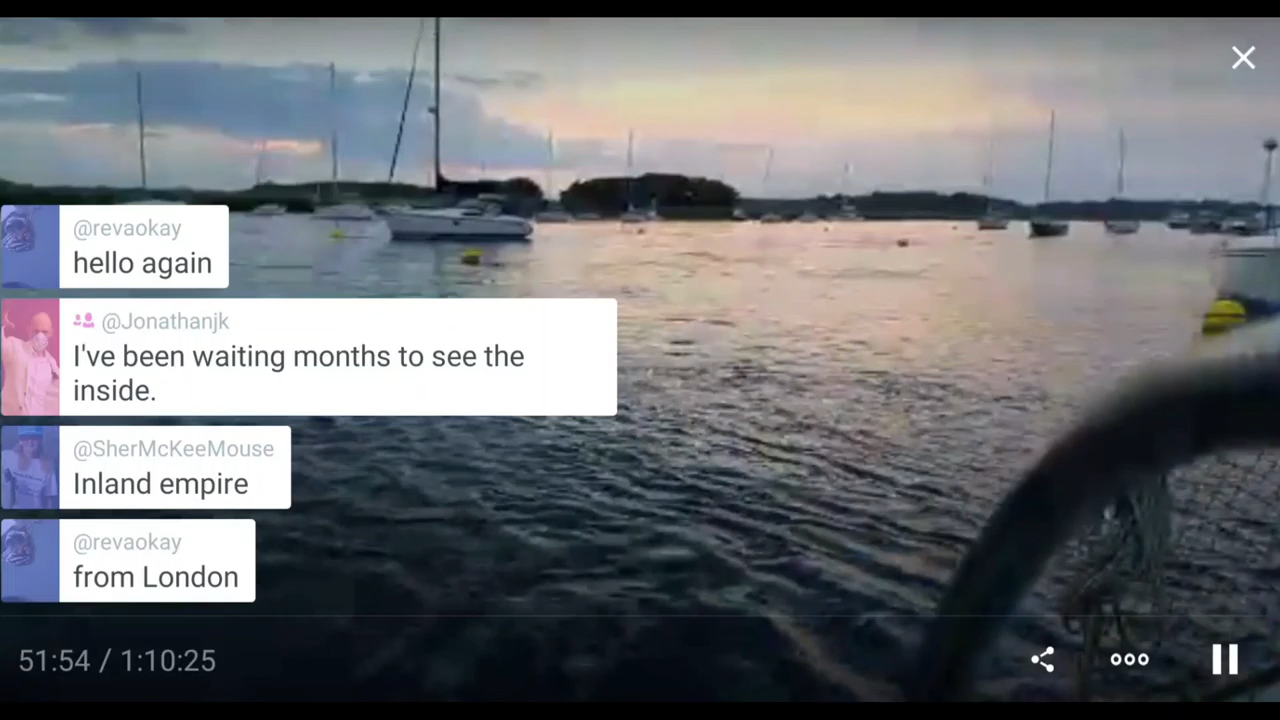 @revaokay
hello again
@Jonathanjk
I've been waiting months to see the
inside.
@SherMcKeeMouse
Inland empire
@revaokay
from London
51:54 / 1:10:25